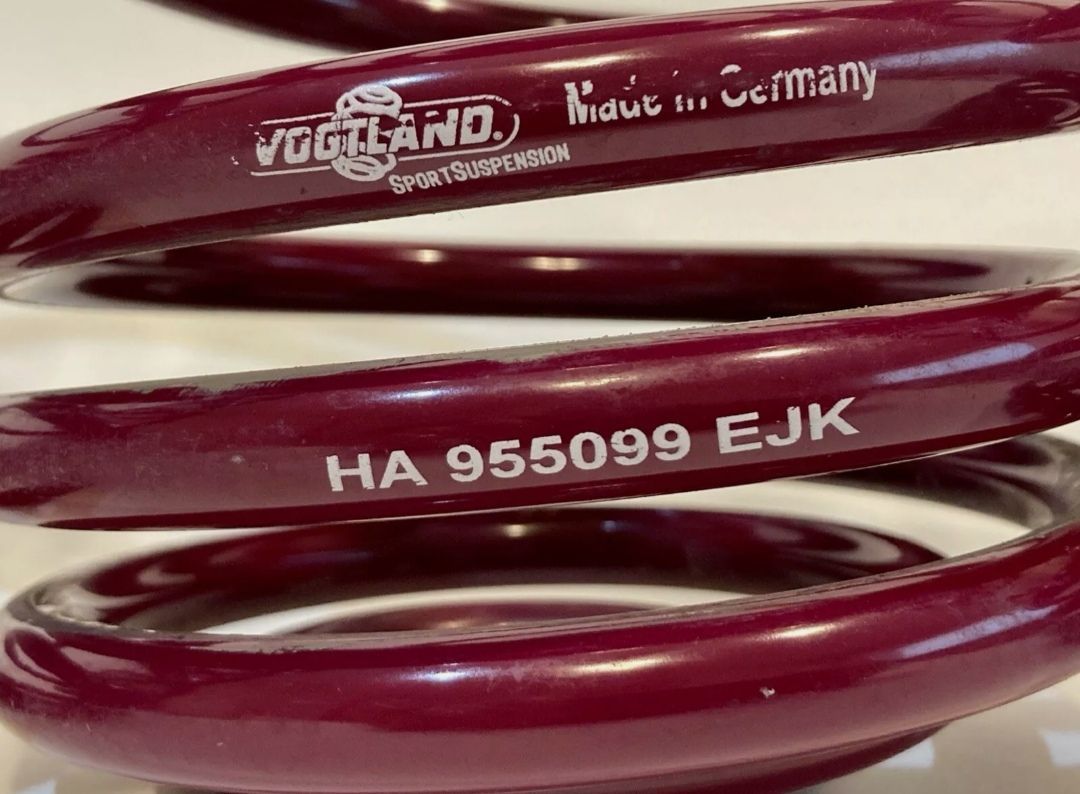 VOGTLAND®
SPORTSUSPENSION
Made in Germany
HA 955099 EJK